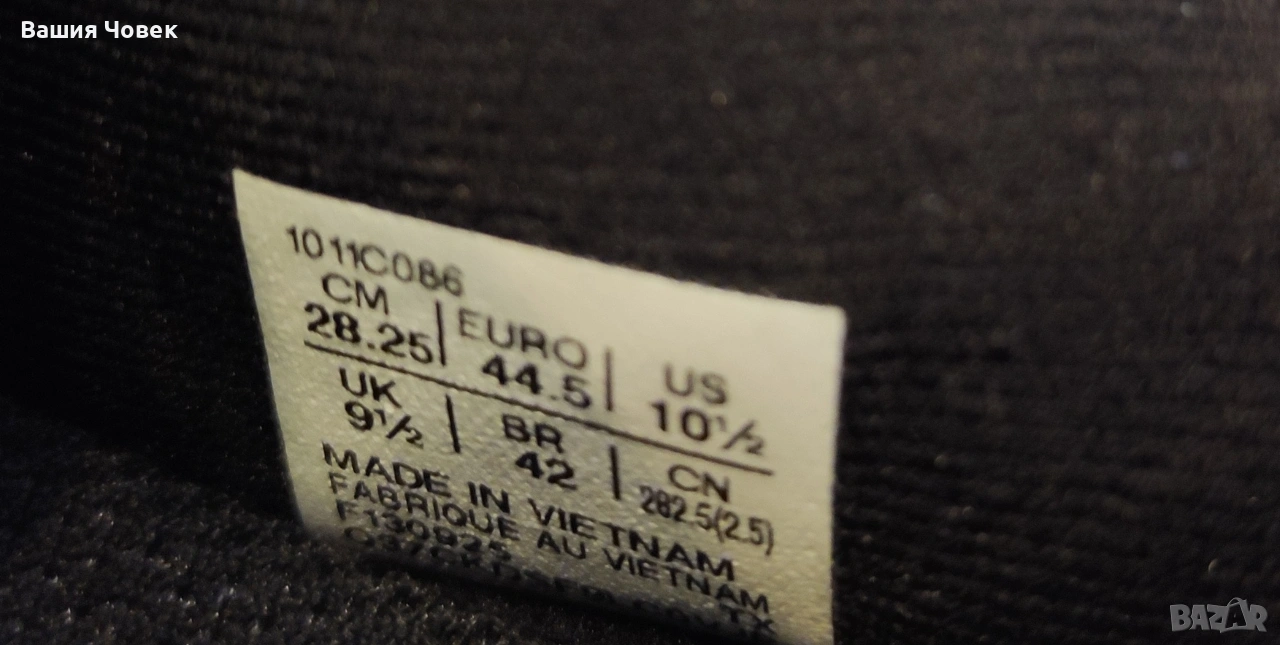 Вашия Човек
1011C086
CM EURO US
28.25 44.5 10½
UK BR CN
9½ 42 282.5(2.5)
MADE IN VIETNAM
FABRIQUE AU VIETNAM
F130925
BAZAR